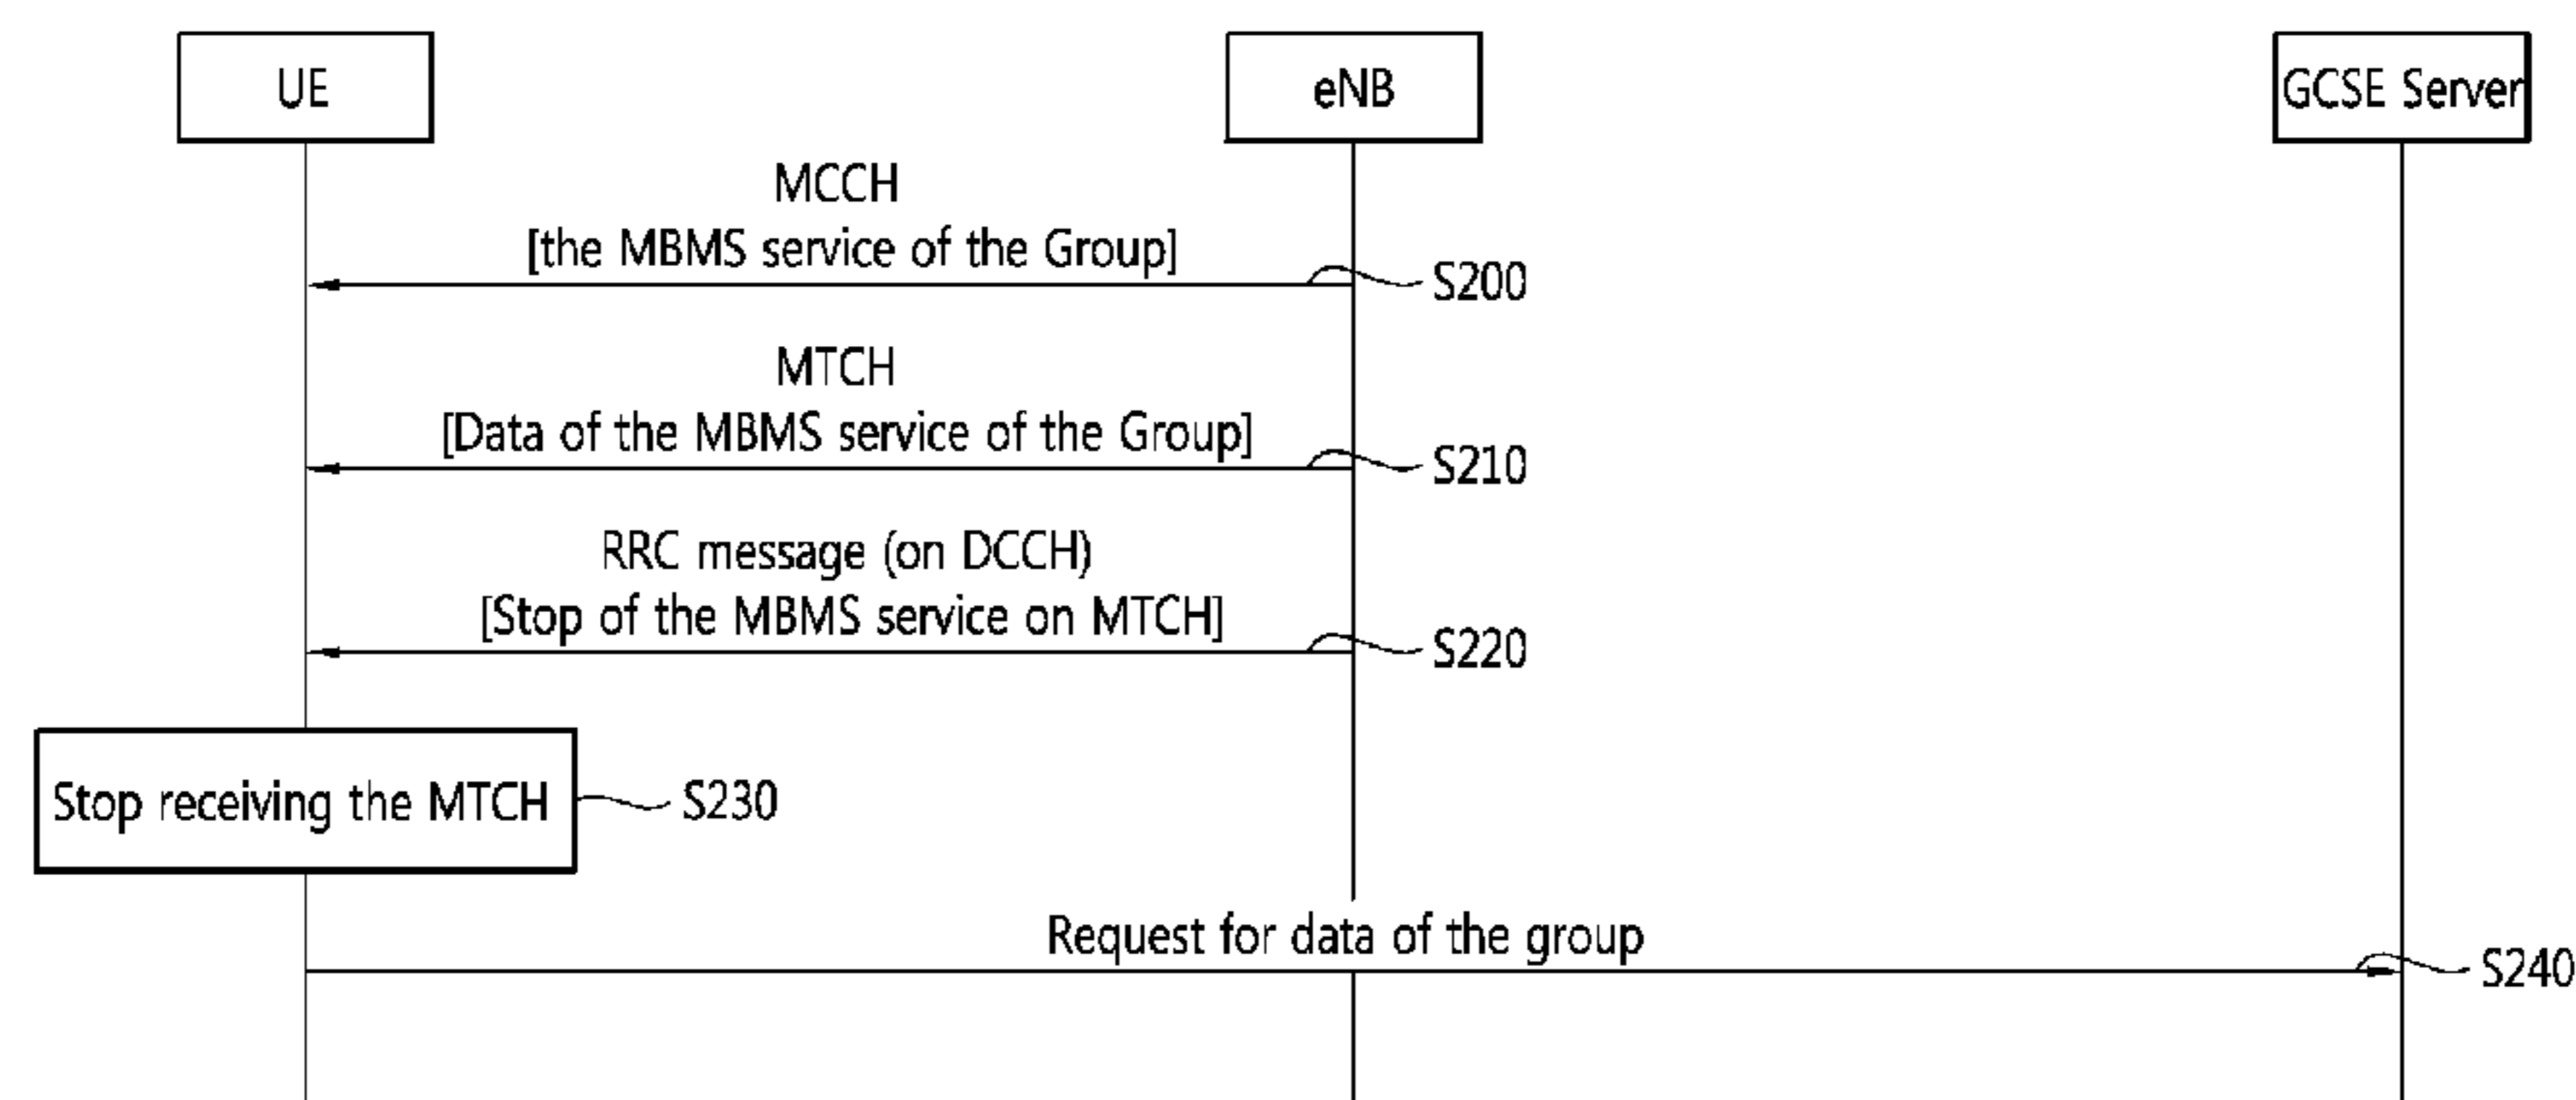 UE
eNB
GCSE Server
MCCH
[the MBMS service of the Group]
S200
MTCH
[Data of the MBMS service of the Group]
S210
RRC message (on DCCH)
[Stop of the MBMS service on MTCH]
S220
Stop receiving the MTCH
S230
Request for data of the group
S240